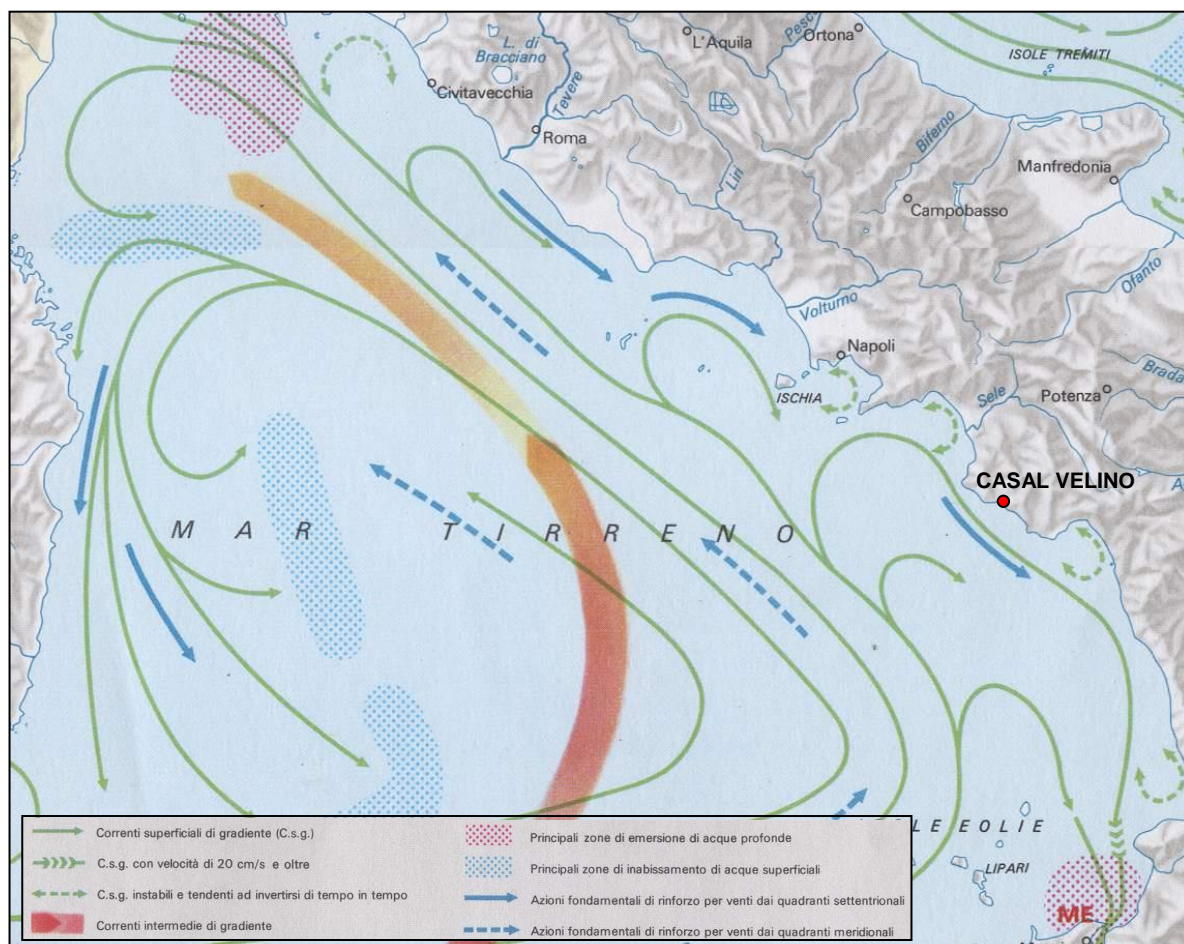 L. di
Bracciano
Civitavecchia
Tevere
Roma
L'Aquila
Ortona
ISOLE TREMITI
Liri
Biferno
Manfredonia
Campobasso
Volturno
Ofanto
Napoli
ISCHIA
Sele
Potenza
CASAL VELINO
MAR TIRRENO
LE EOLIE
LIPARI
ME
Correnti superficiali di gradiente (C.s.g.)
C.s.g. con velocità di 20 cm/s e oltre
C.s.g. instabili e tendenti ad invertirsi di tempo in tempo
Correnti intermedie di gradiente
Principali zone di emersione di acque profonde
Principali zone di inabissamento di acque superficiali
Azioni fondamentali di rinforzo per venti dai quadranti settentrionali
Azioni fondamentali di rinforzo per venti dai quadranti meridionali